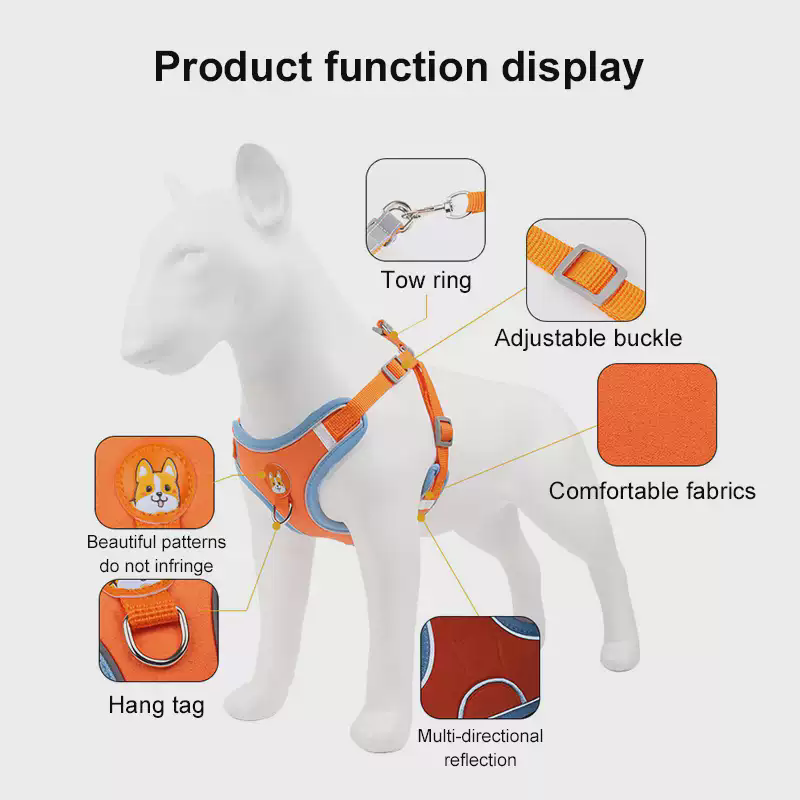 Product function display
Tow ring
Adjustable buckle
Comfortable fabrics
Beautiful patterns
do not infringe
Hang tag
Multi-directional
reflection